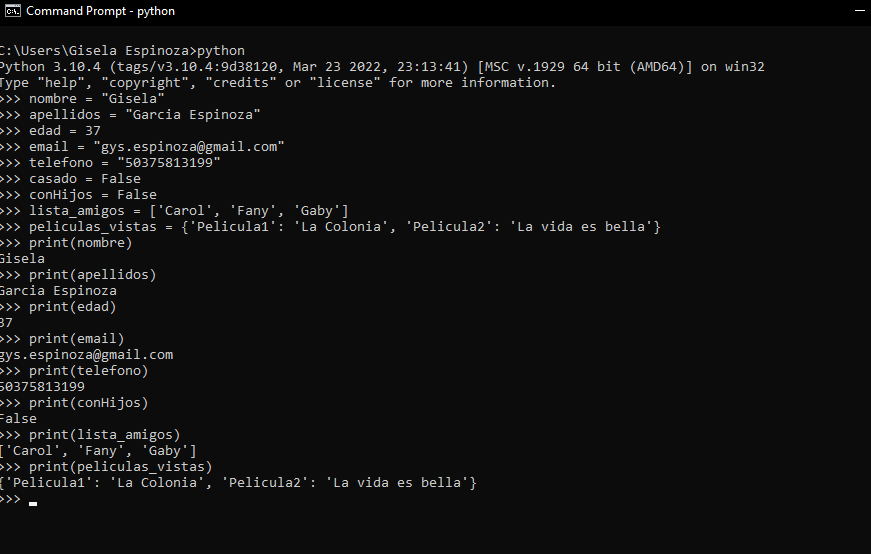 Command Prompt - python
C:\Users\Gisela Espinoza>python
Python 3.10.4 (tags/v3.10.4:9d38120, Mar 23 2022, 23:13:41) [MSC v.1929 64 bit (AMD64)] on win32
Type "help", "copyright", "credits" or "license" for more information.
>>> nombre = "Gisela"
>>> apellidos = "Garcia Espinoza"
>>> edad = 37
>>> email = "gys.espinoza@gmail.com"
>>> telefono = "50375813199"
>>> casado = False
>>> conHijos = False
>>> lista_amigos = ['Carol', 'Fany', 'Gaby']
>>> peliculas_vistas = {'Pelicula1': 'La Colonia', 'Pelicula2': 'La vida es bella'}
>>> print(nombre)
Gisela
>>> print(apellidos)
Garcia Espinoza
>>> print(edad)
37
>>> print(email)
gys.espinoza@gmail.com
>>> print(telefono)
50375813199
>>> print(conHijos)
False
>>> print(lista_amigos)
['Carol', 'Fany', 'Gaby']
>>> print(peliculas_vistas)
{'Pelicula1': 'La Colonia', 'Pelicula2': 'La vida es bella'}
>>>